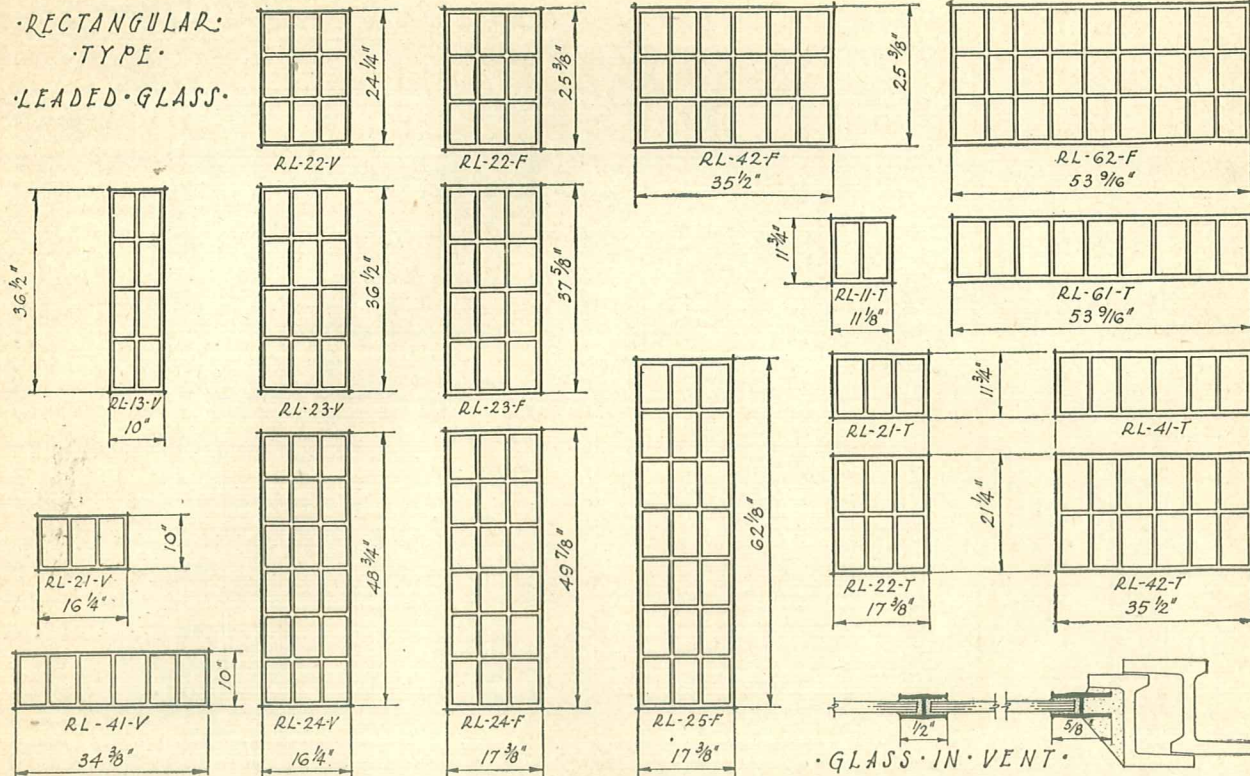 ·RECTANGULAR·
·TYPE·
·LEADED·GLASS·
24 1/4"
RL-22-V
25 3/8"
RL-22-F
25 3/8"
RL-42-F
35 1/2"
RL-62-F
53 9/16"
36 1/2"
RL-13-V
10"
36 1/2"
RL-23-V
37 5/8"
RL-23-F
11 3/4"
RL-11-T
11 1/8"
RL-61-T
53 9/16"
62 1/8"
RL-25-F
17 3/8"
RL-21-T
11 3/4"
RL-41-T
21 1/4"
RL-22-T
17 3/8"
RL-42-T
35 1/2"
10"
RL-21-V
16 1/4"
10"
RL-41-V
34 3/8"
48 3/4"
RL-24-V
16 1/4"
49 7/8"
RL-24-F
17 3/8"
1/2"
5/8"
·GLASS·IN·VENT·